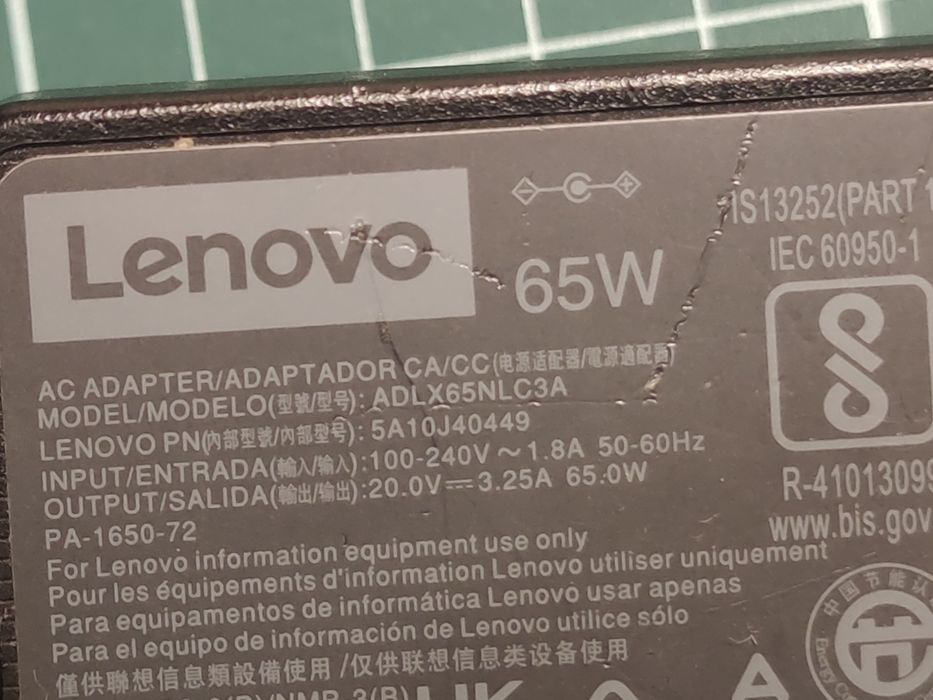 Lenovo
65W
IS13252(PART 1
IEC 60950-1
AC ADAPTER/ADAPTADOR CA/CC(电源适配器/電源適配器)
MODEL/MODELO(型號/型号): ADLX65NLC3A
LENOVO PN(內部型號/内部型号): 5A10J40449
INPUT/ENTRADA(輸入/输入):100-240V～1.8A 50-60Hz
OUTPUT/SALIDA(輸出/输出):20.0V⎓3.25A 65.0W
PA-1650-72
For Lenovo information equipment use only
Pour les équipements d'information Lenovo utiliser uniquement
Para equipamentos de informática Lenovo usar apenas
Para el equipo de información de Lenovo utilice sólo
僅供聯想信息類設備使用 /仅供联想信息类设备使用
R-4101309
www.bis.gov
中国节能认